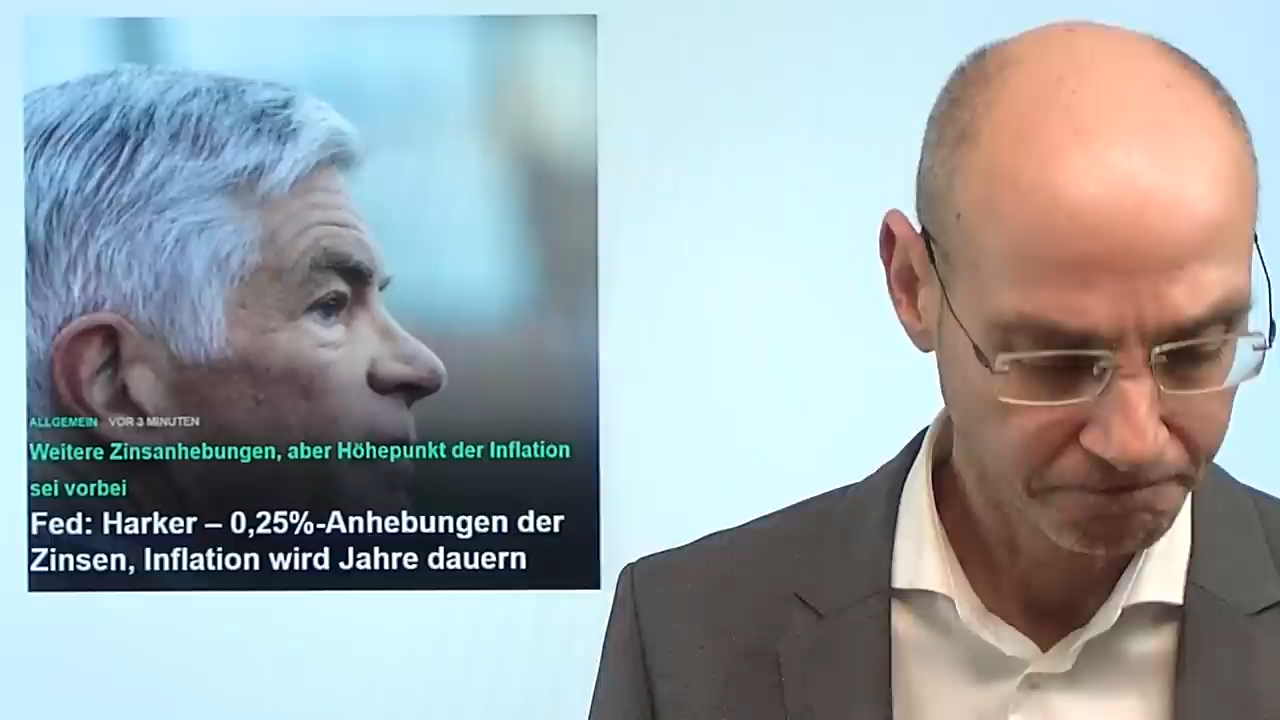 ALLGEMEIN VOR 3 MINUTEN
Weitere Zinsanhebungen, aber Höhepunkt der Inflation
sei vorbei
Fed: Harker – 0,25%-Anhebungen der
Zinsen, Inflation wird Jahre dauern